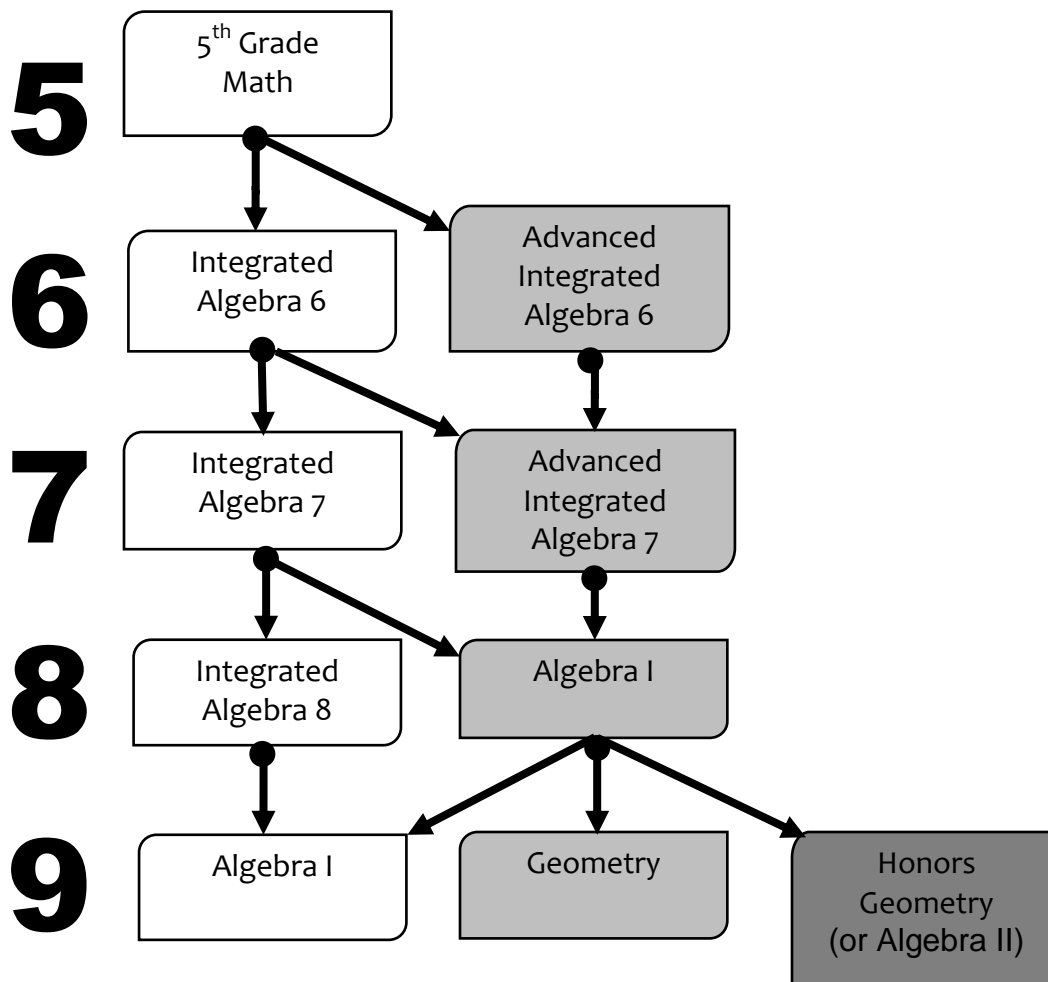 5
5th Grade
Math
6
Integrated
Algebra 6
Advanced
Integrated
Algebra 6
7
Integrated
Algebra 7
Advanced
Integrated
Algebra 7
8
Integrated
Algebra 8
Algebra I
9
Algebra I
Geometry
Honors
Geometry
(or Algebra II)